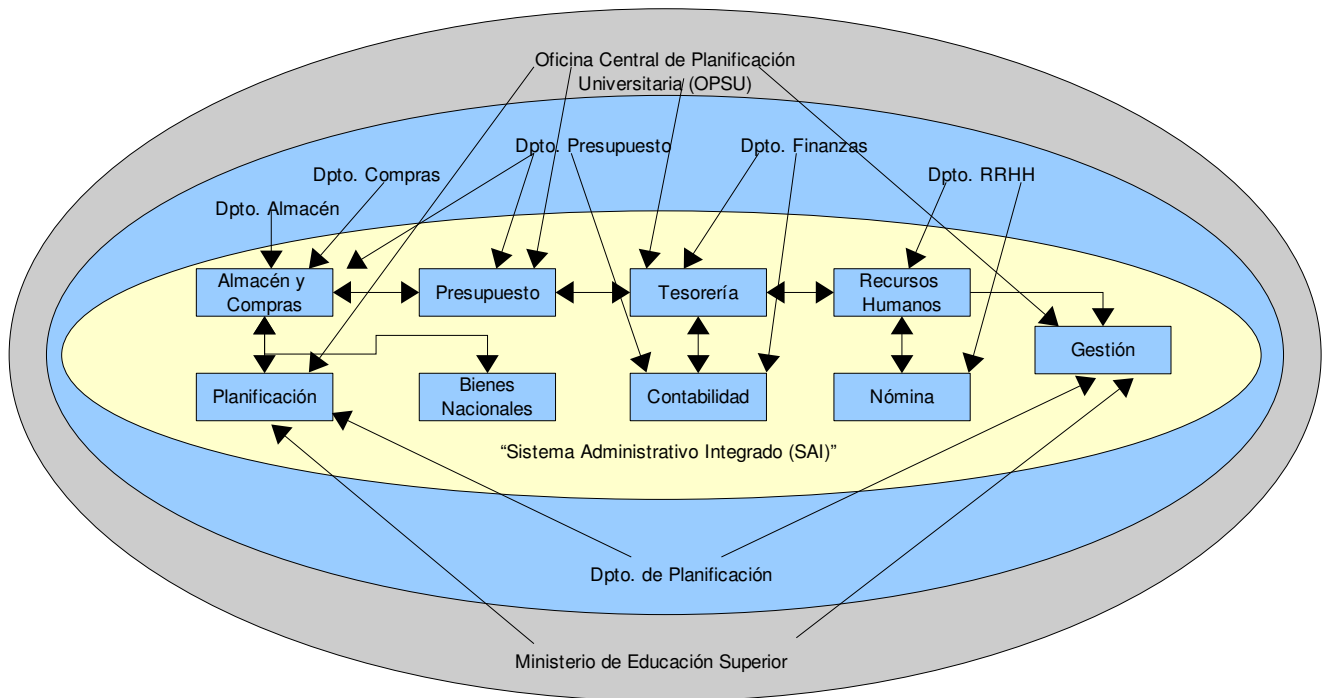 Oficina Central de Planificación
Universitaria (OPSU)
Dpto. Presupuesto
Dpto. Finanzas
Dpto. Compras
Dpto. RRHH
Dpto. Almacén
Almacén y
Compras
Presupuesto
Tesorería
Recursos
Humanos
Gestión
Planificación
Bienes
Nacionales
Contabilidad
Nómina
“Sistema Administrativo Integrado (SAI)”
Dpto. de Planificación
Ministerio de Educación Superior